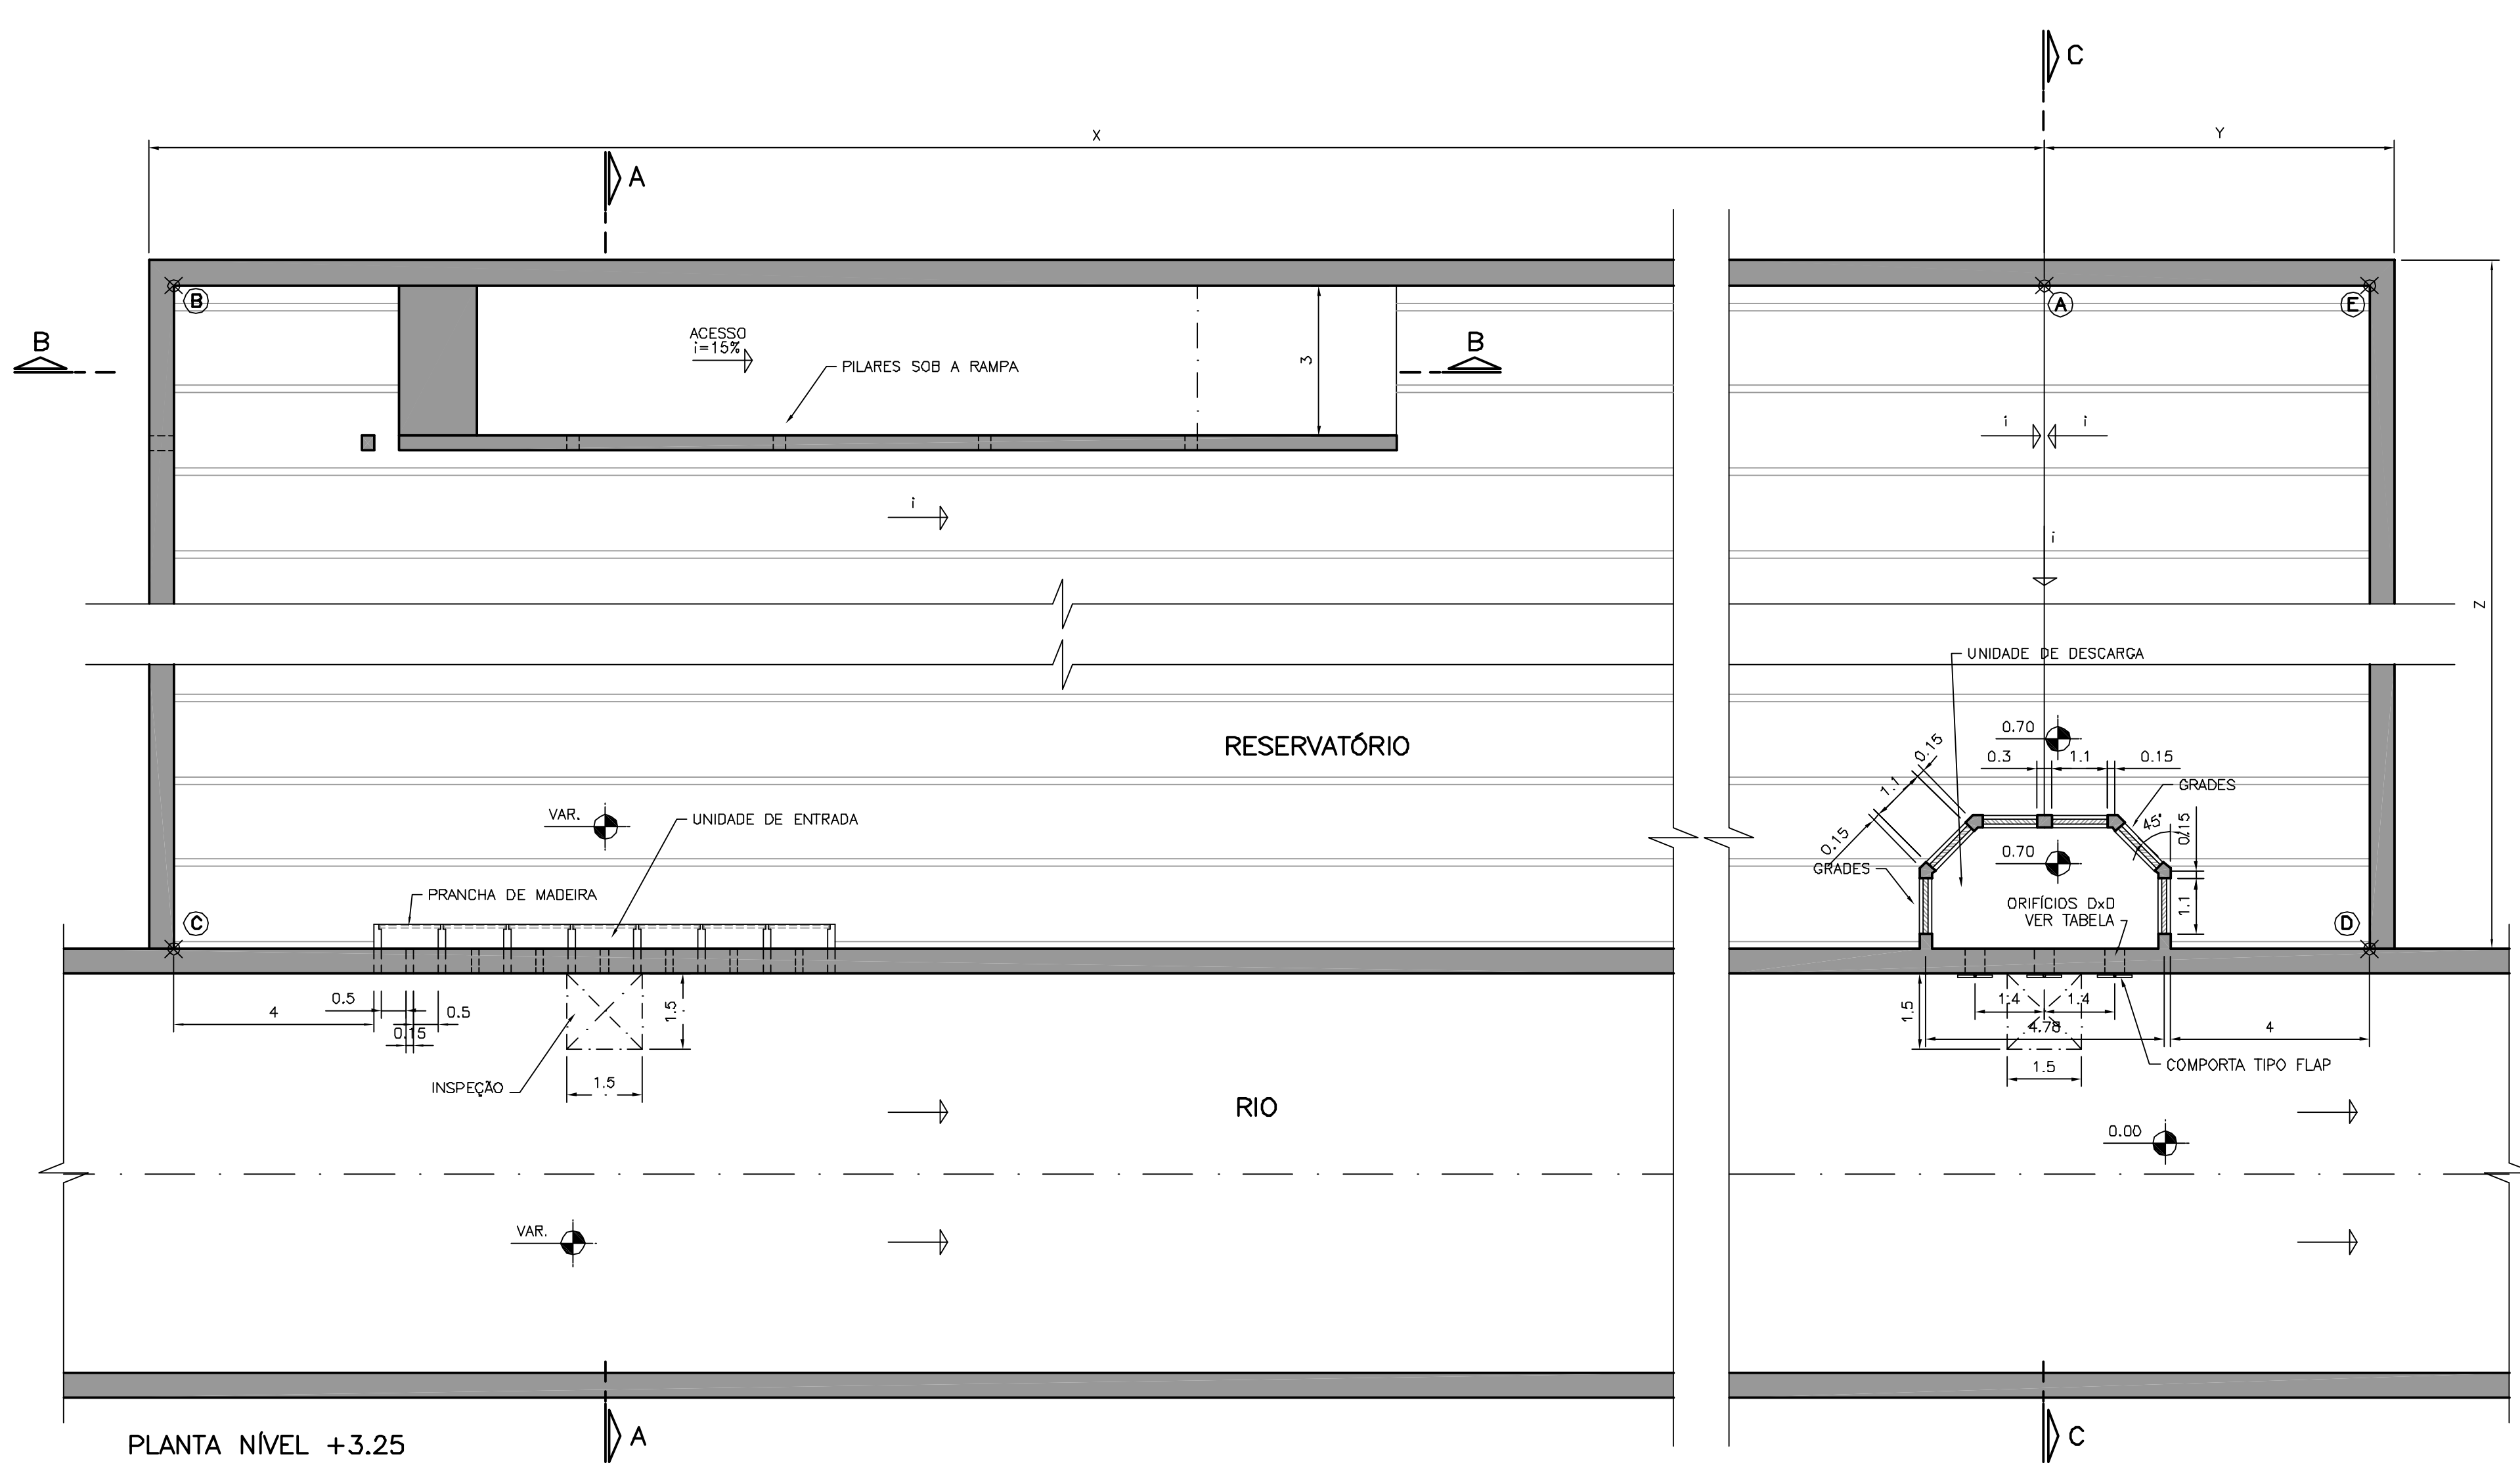 C
X
Y
A
B
A
E
B
ACESSO
i=15%
B
PILARES SOB A RAMPA
3
i
i
i
i
Z
UNIDADE DE DESCARGA
RESERVATÓRIO
0.70
0.15
0.3
1.1
0.15
1.1
GRADES
VAR.
UNIDADE DE ENTRADA
0.15
45°
0.15
0.70
GRADES
PRANCHA DE MADEIRA
ORIFÍCIOS DxD
VER TABELA
1.1
C
D
0.5
4
0.5
0.15
1.5
1.5
1.4
1.4
4.78
4
INSPEÇÃO
1.5
1.5
COMPORTA TIPO FLAP
RIO
0.00
VAR.
A
C
PLANTA NÍVEL +3.25